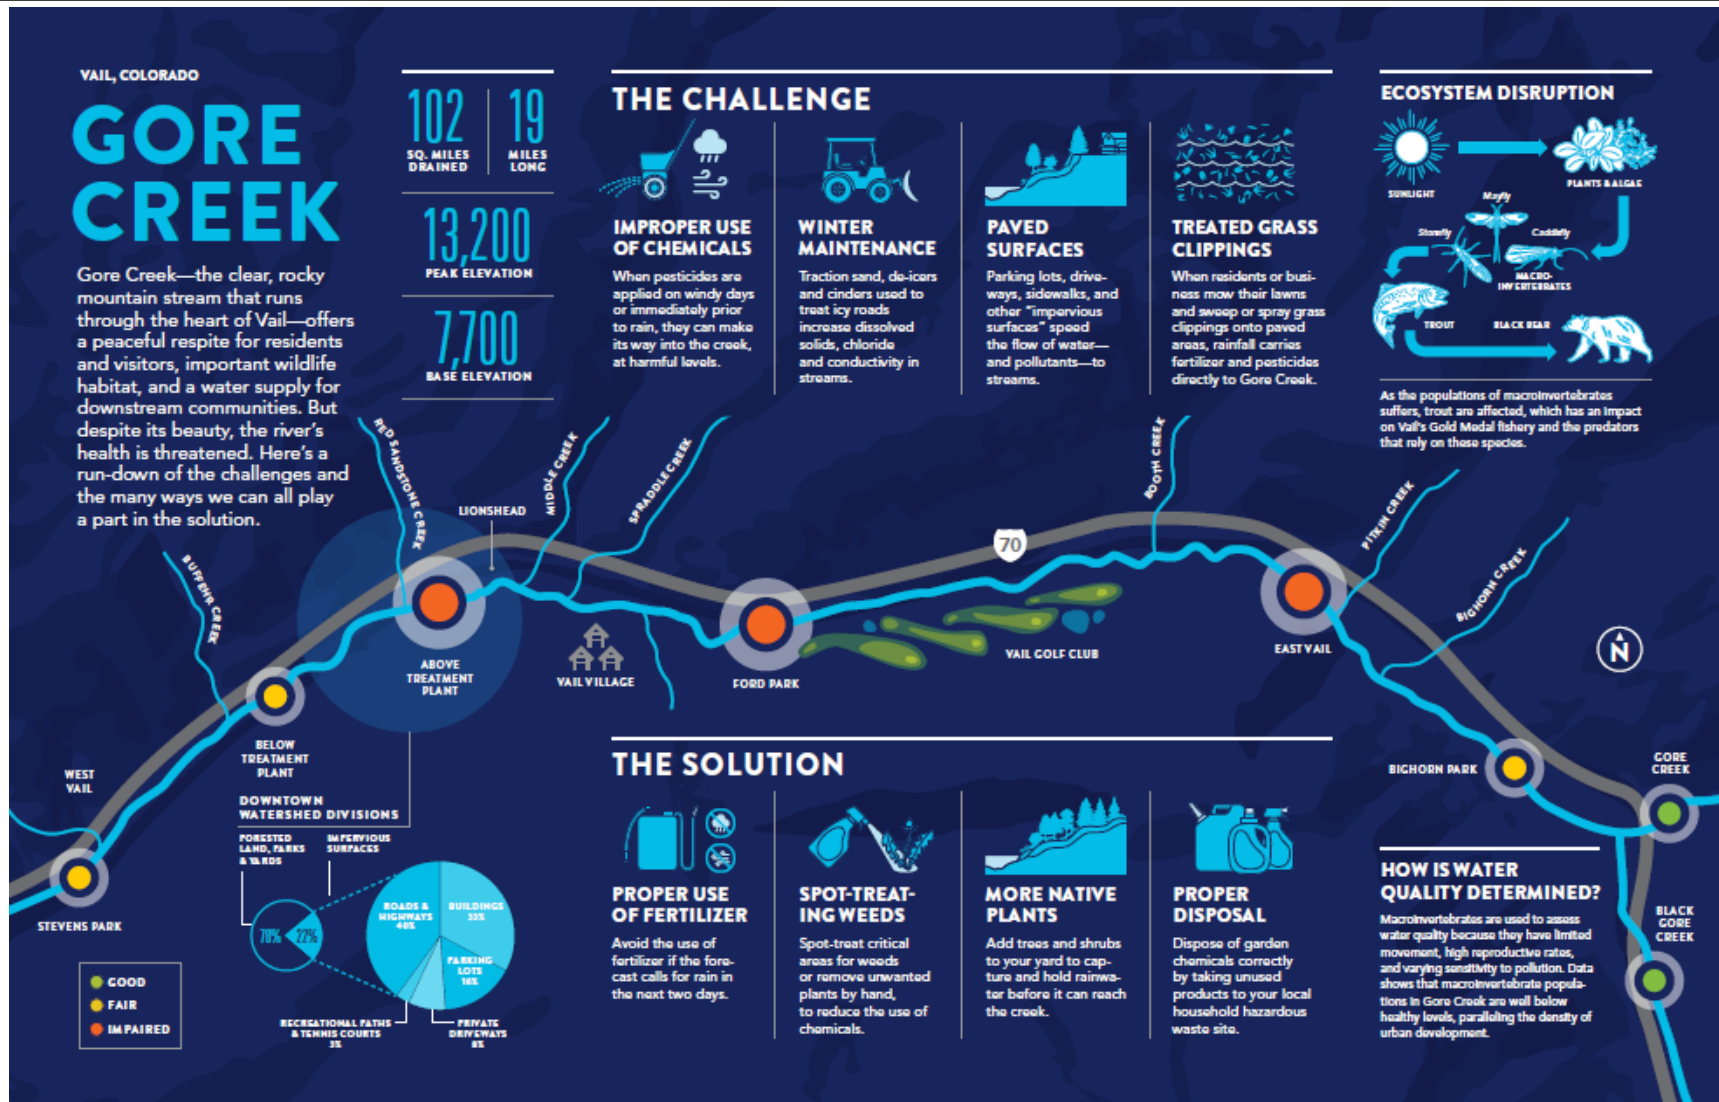 VAIL, COLORADO
GORE
CREEK
Gore Creek—the clear, rocky
mountain stream that runs
through the heart of Vail—offers
a peaceful respite for residents
and visitors, important wildlife
habitat, and a water supply for
downstream communities. But
despite its beauty, the river's
health is threatened. Here's a
run-down of the challenges and
the many ways we can all play
a part in the solution.
102
SQ. MILES
DRAINED
19
MILES
LONG
13,200
PEAK ELEVATION
7,700
BASE ELEVATION
THE CHALLENGE
IMPROPER USE
OF CHEMICALS
When pesticides are
applied on windy days
or immediately prior
to rain, they can make
its way into the creek,
at harmful levels.
WINTER
MAINTENANCE
Traction sand, de-icers
and cinders used to
treat icy roads
increase dissolved
solids, chloride
and conductivity in
streams.
PAVED
SURFACES
Parking lots, drive-
ways, sidewalks, and
other "impervious
surfaces" speed
the flow of water—
and pollutants—to
streams.
TREATED GRASS
CLIPPINGS
When residents or busi-
ness mow their lawns
and sweep or spray grass
clippings onto paved
areas, rainfall carries
fertilizer and pesticides
directly to Gore Creek.
ECOSYSTEM DISRUPTION
SUNLIGHT
PLANTS & ALGAE
Mayfly
Stonefly
Caddisfly
MACRO-
INVERTEBRATES
TROUT
BLACK BEAR
As the populations of macroinvertebrates
suffers, trout are affected, which has an impact
on Vail's Gold Medal fishery and the predators
that rely on these species.
BUFFEHR CREEK
RED SANDSTONE CREEK
LIONSHEAD
MIDDLE CREEK
SPRADDLE CREEK
70
BOOTH CREEK
PITKIN CREEK
BIGHORN CREEK
N
WEST
VAIL
STEVENS PARK
BELOW
TREATMENT
PLANT
ABOVE
TREATMENT
PLANT
VAIL VILLAGE
FORD PARK
VAIL GOLF CLUB
EAST VAIL
BIGHORN PARK
GORE
CREEK
BLACK
GORE
CREEK
DOWNTOWN
WATERSHED DIVISIONS
FORESTED
LAND, PARKS
& YARDS
IMPERVIOUS
SURFACES
78%
22%
ROADS &
HIGHWAYS
40%
BUILDINGS
33%
PARKING
LOTS
16%
RECREATIONAL PATHS
& TENNIS COURTS
3%
PRIVATE
DRIVEWAYS
8%
GOOD
FAIR
IMPAIRED
THE SOLUTION
PROPER USE
OF FERTILIZER
Avoid the use of
fertilizer if the fore-
cast calls for rain in
the next two days.
SPOT-TREAT-
ING WEEDS
Spot-treat critical
areas for weeds
or remove unwanted
plants by hand,
to reduce the use of
chemicals.
MORE NATIVE
PLANTS
Add trees and shrubs
to your yard to cap-
ture and hold rainwa-
ter before it can reach
the creek.
PROPER
DISPOSAL
Dispose of garden
chemicals correctly
by taking unused
products to your local
household hazardous
waste site.
HOW IS WATER
QUALITY DETERMINED?
Macroinvertebrates are used to assess
water quality because they have limited
movement, high reproductive rates,
and varying sensitivity to pollution. Data
shows that macroinvertebrate popula-
tions in Gore Creek are well below
healthy levels, paralleling the density of
urban development.